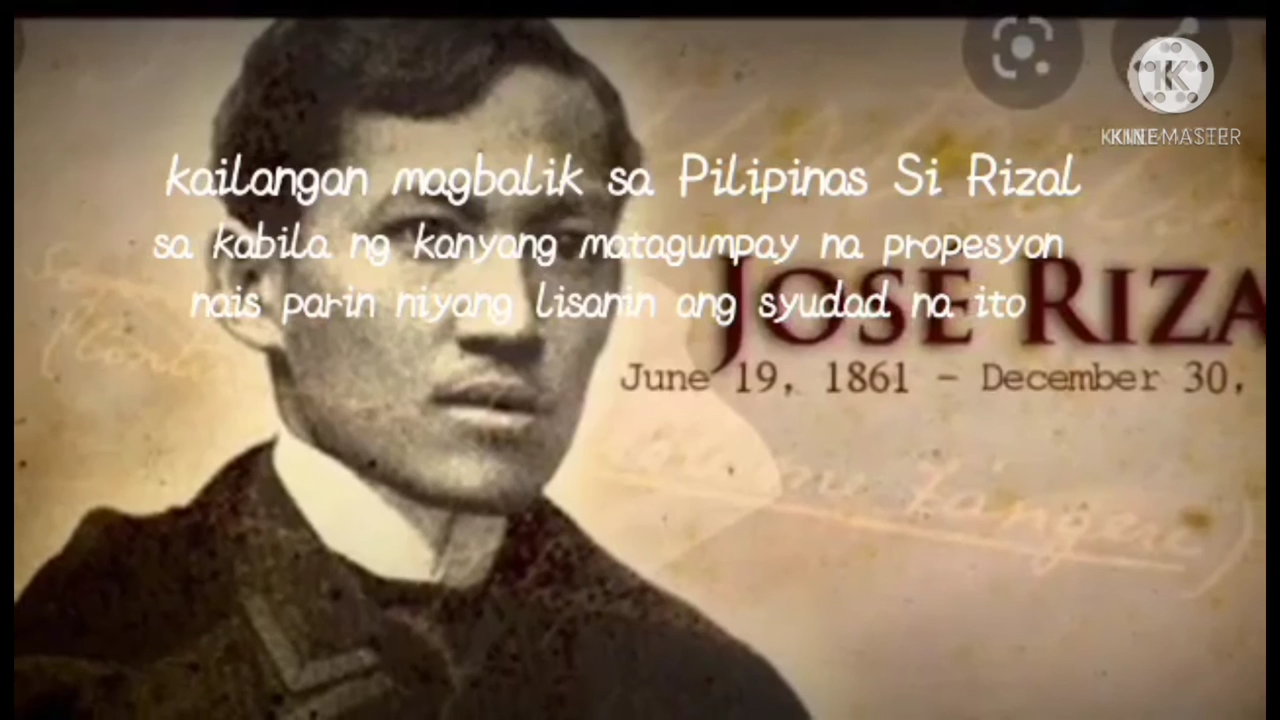 kailangan magbalik sa Pilipinas Si Rizal
sa kabila ng kanyang matagumpay na propesyon
nais parin niyang lisanin ang syudad na ito
JOSE RIZA
June 19, 1861 - December 30,
K
KINEMASTER